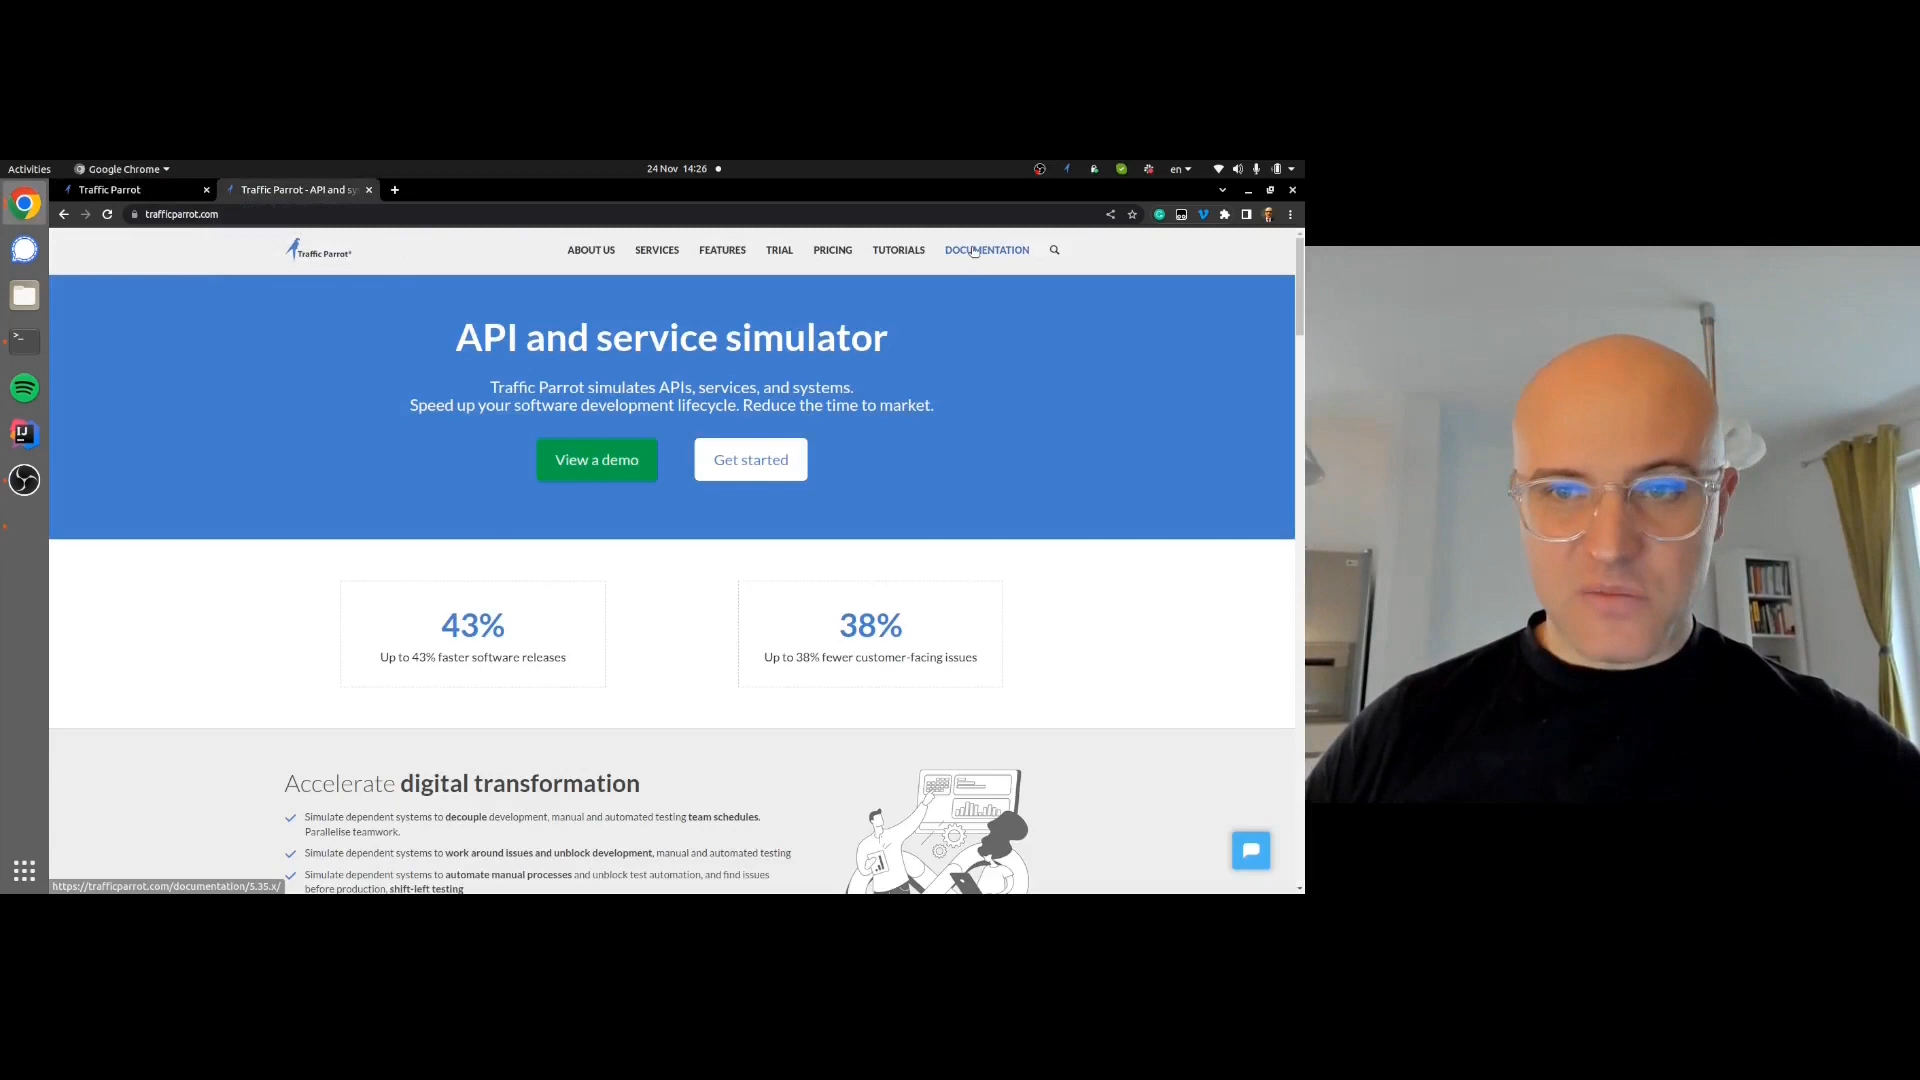 Activities
Google Chrome
24 Nov 14:26
en
Traffic Parrot
Traffic Parrot - API and sy
trafficparrot.com
Traffic Parrot®
ABOUT US
SERVICES
FEATURES
TRIAL
PRICING
TUTORIALS
DOCUMENTATION
API and service simulator
Traffic Parrot simulates APIs, services, and systems.
Speed up your software development lifecycle. Reduce the time to market.
View a demo
Get started
43%
Up to 43% faster software releases
38%
Up to 38% fewer customer-facing issues
Accelerate digital transformation
Simulate dependent systems to decouple development, manual and automated testing team schedules.
Parallelise teamwork.
Simulate dependent systems to work around issues and unblock development, manual and automated testing
Simulate dependent systems to automate manual processes and unblock test automation, and find issues
before production, shift-left testing
https://trafficparrot.com/documentation/5.35.x/